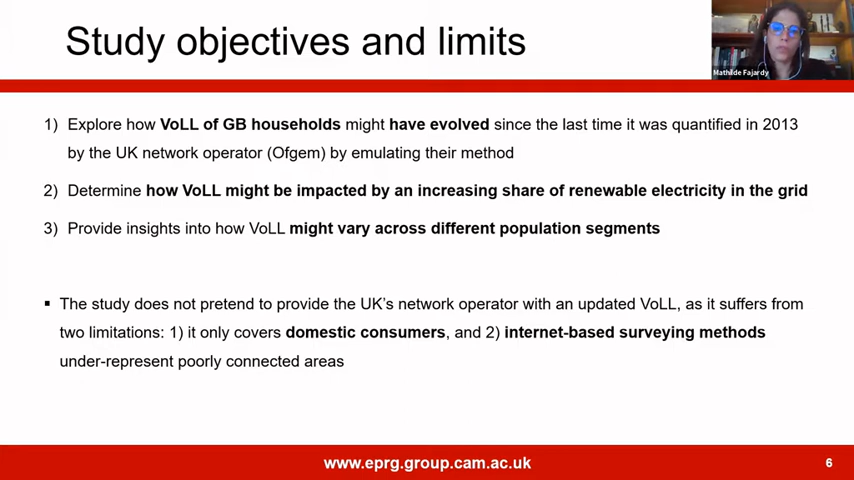 Study objectives and limits
Mathilde Fajardy
1) Explore how VoLL of GB households might have evolved since the last time it was quantified in 2013
by the UK network operator (Ofgem) by emulating their method
2) Determine how VoLL might be impacted by an increasing share of renewable electricity in the grid
3) Provide insights into how VoLL might vary across different population segments
▪ The study does not pretend to provide the UK's network operator with an updated VoLL, as it suffers from
two limitations: 1) it only covers domestic consumers, and 2) internet-based surveying methods
under-represent poorly connected areas
www.eprg.group.cam.ac.uk
6